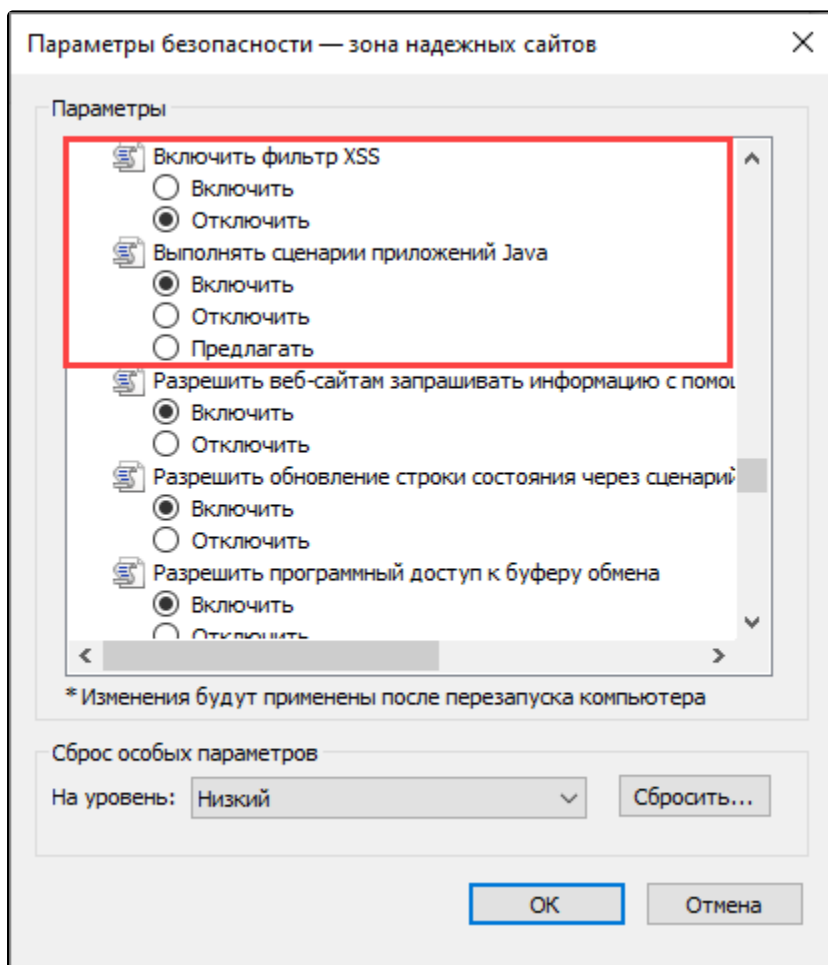 Параметры безопасности — зона надежных сайтов
Параметры
Включить фильтр XSS
Включить
Отключить
Выполнять сценарии приложений Java
Включить
Отключить
Предлагать
Разрешить веб-сайтам запрашивать информацию с
Включить
Отключить
Разрешить обновление строки состояния через сценарий
Включить
Отключить
Разрешить программный доступ к буферу обмена
Включить
Отключить
* Изменения будут применены после перезапуска компьютера
Сброс особых параметров
На уровень: Низкий Сбросить...
ОК Отмена